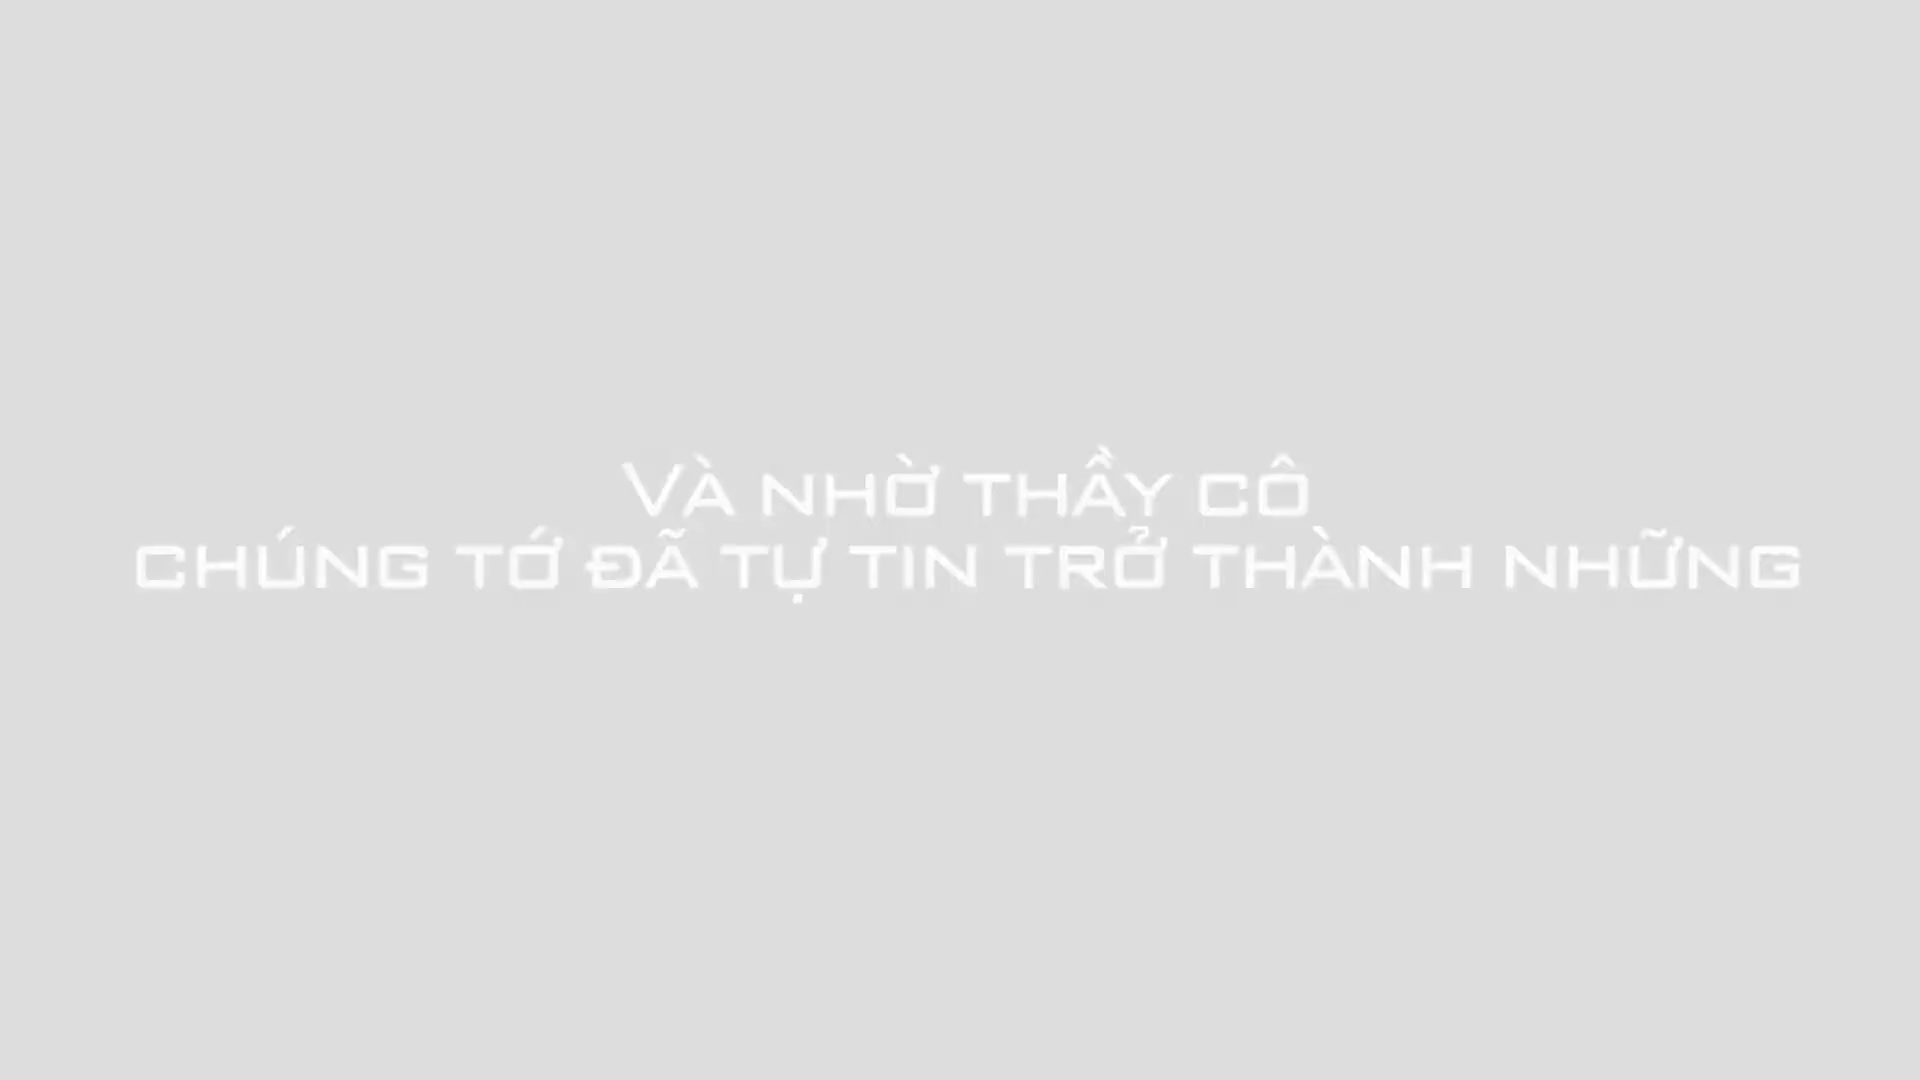 Và nhờ thầy cô
chúng tớ đã tự tin trở thành những